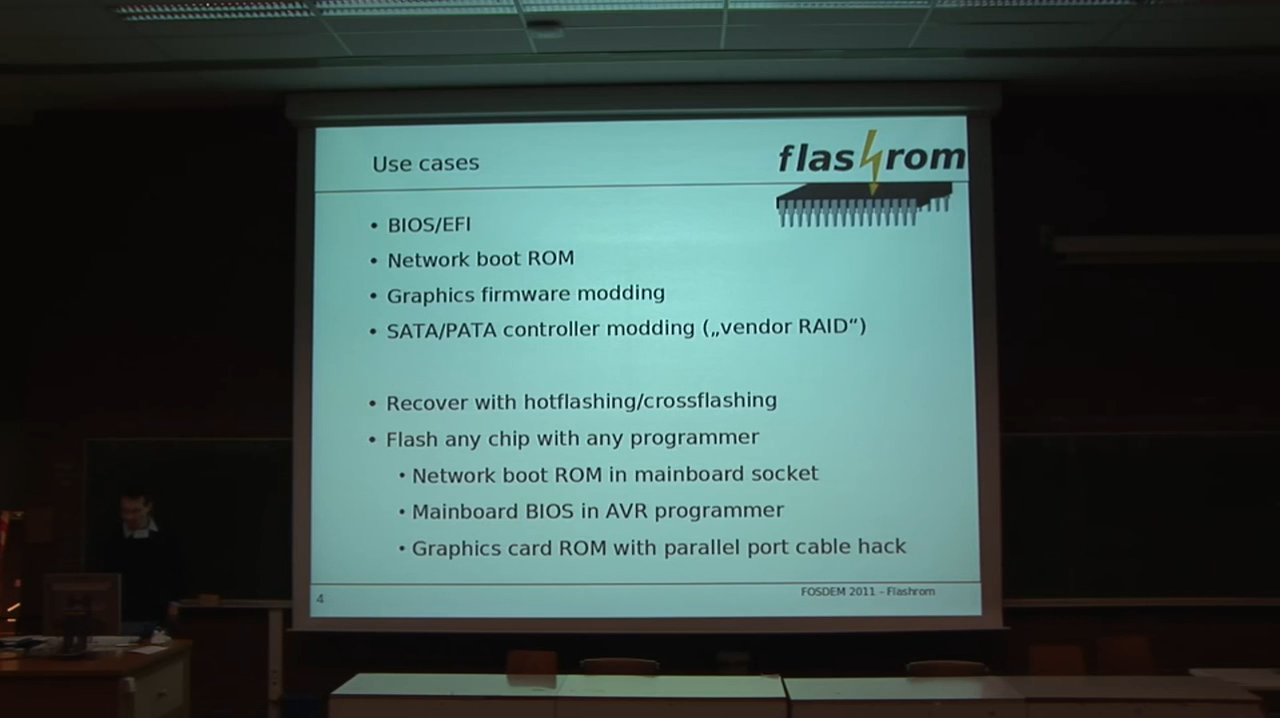 Use cases
flashrom
• BIOS/EFI
• Network boot ROM
• Graphics firmware modding
• SATA/PATA controller modding („vendor RAID“)
• Recover with hotflashing/crossflashing
• Flash any chip with any programmer
• Network boot ROM in mainboard socket
• Mainboard BIOS in AVR programmer
• Graphics card ROM with parallel port cable hack
4
FOSDEM 2011 – Flashrom